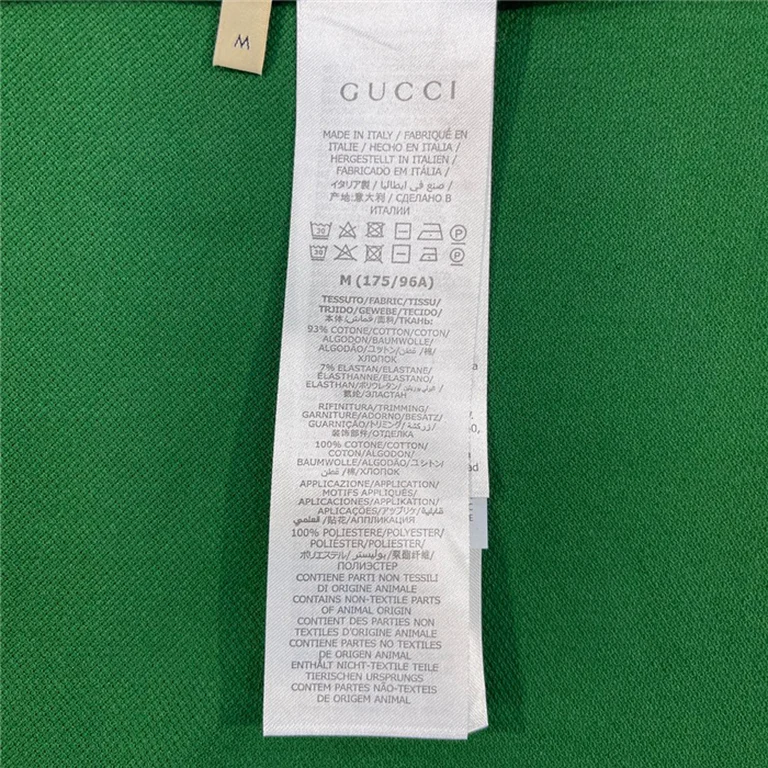 M
GUCCI
MADE IN ITALY / FABRIQUÉ EN
ITALIE / HECHO EN ITALIA /
HERGESTELLT IN ITALIEN /
FABRICADO EM ITÁLIA /
イタリア製 / صنع في ايطاليا /
产地:意大利 / СДЕЛАНО В
ИТАЛИИ
M (175/96A)
TESSUTO/FABRIC/TISSU/
TEJIDO/GEWEBE/TECIDO/
本体/قماش/面料/ТКАНЬ:
93% COTONE/COTTON/COTON/
ALGODON/BAUMWOLLE/
ALGODÃO/コットン/قطن/棉/
ХЛОПОК
7% ELASTAN/ELASTANE/
ÉLASTHANNE/ELASTANO/
ELASTHAN/ポリウレタン/
氨纶/ЭЛАСТАН
RIFINITURA/TRIMMING/
GARNITURE/ADORNO/BESATZ/
GUARNIÇÃO/トリミング/زركشة/
装饰部分/ОТДЕЛКА
100% COTONE/COTTON/
COTON/ALGODON/
BAUMWOLLE/ALGODÃO/コットン/
قطن/棉/ХЛОПОК
APPLICAZIONE/APPLICATION/
MOTIFS APPLIQUÉS/
APLICACIONES/APPLIKATION/
APLICAÇÕES/アップリケ/
贴花/АППЛИКАЦИЯ
100% POLIESTERE/POLYESTER/
POLIÉSTER/POLIESTER/
ポリエステル/بوليستر/聚酯纤维/
ПОЛИЭСТЕР
CONTIENE PARTI NON TESSILI
DI ORIGINE ANIMALE
CONTAINS NON-TEXTILE PARTS
OF ANIMAL ORIGIN
CONTIENT DES PARTIES NON
TEXTILES D'ORIGINE ANIMALE
CONTIENE PARTES NO TEXTILES
DE ORIGEN ANIMAL
ENTHÄLT NICHT-TEXTILE TEILE
TIERISCHEN URSPRUNGS
CONTEM PARTES NÃO-TEXTEIS
DE ORIGEM ANIMAL